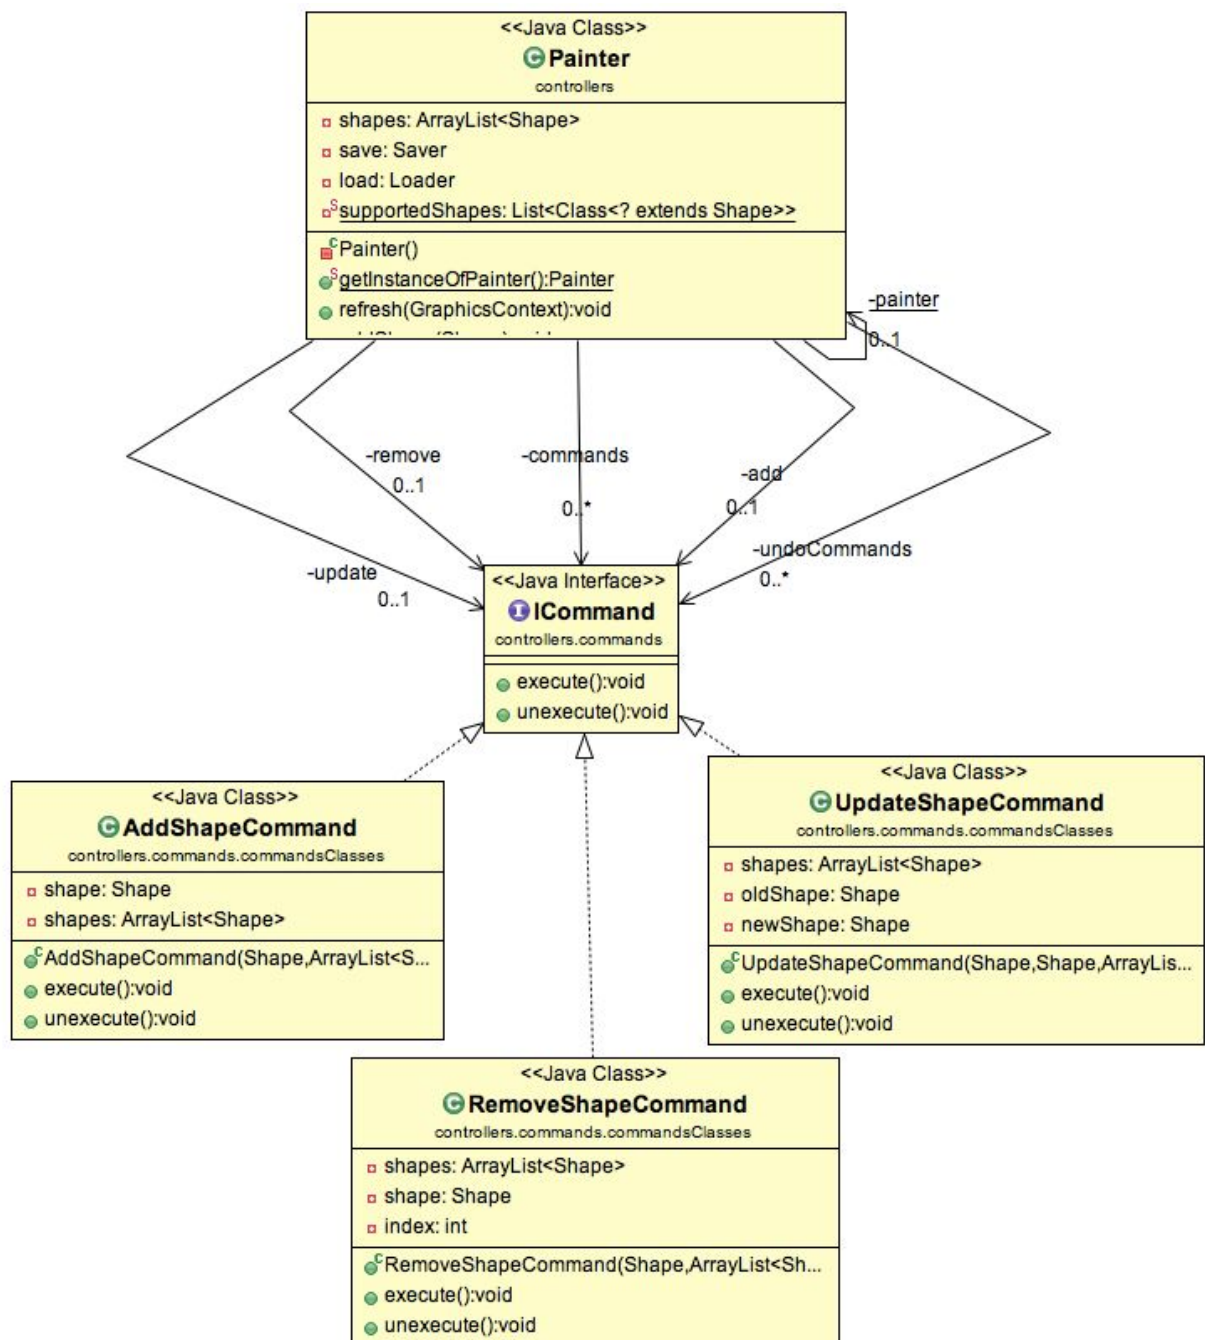 <<Java Class>>
Painter
controllers
shapes: ArrayList<Shape>
save: Saver
load: Loader
supportedShapes: List<Class<? extends Shape>>
Painter()
getInstanceOfPainter():Painter
refresh(GraphicsContext):void
-painter
0..1
-remove
0..1
-commands
0..*
-add
0..1
-undoCommands
0..*
-update
0..1
<<Java Interface>>
ICommand
controllers.commands
execute():void
unexecute():void
<<Java Class>>
AddShapeCommand
controllers.commands.commandsClasses
shape: Shape
shapes: ArrayList<Shape>
AddShapeCommand(Shape,ArrayList<S...
execute():void
unexecute():void
<<Java Class>>
UpdateShapeCommand
controllers.commands.commandsClasses
shapes: ArrayList<Shape>
oldShape: Shape
newShape: Shape
UpdateShapeCommand(Shape,Shape,ArrayLis...
execute():void
unexecute():void
<<Java Class>>
RemoveShapeCommand
controllers.commands.commandsClasses
shapes: ArrayList<Shape>
shape: Shape
index: int
RemoveShapeCommand(Shape,ArrayList<Sh...
execute():void
unexecute():void